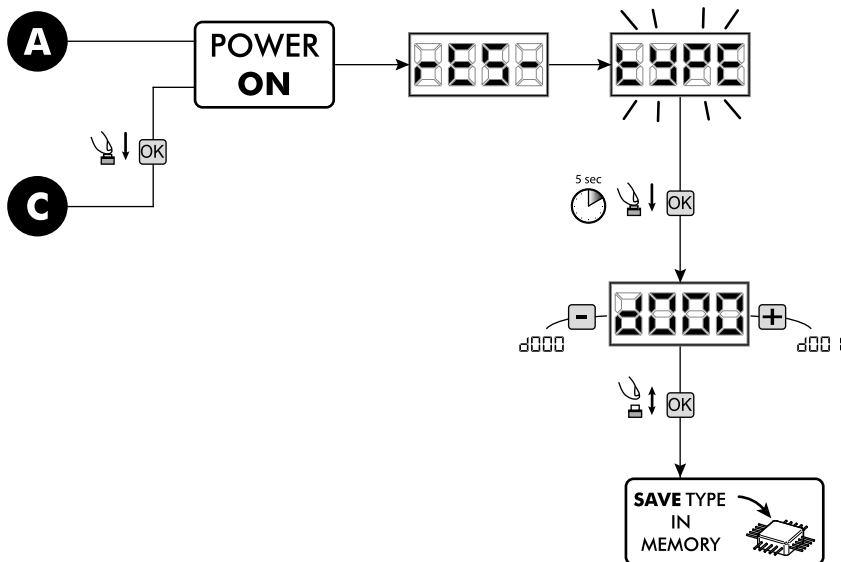 A
POWER
ON
rES-
tYPE
OK
C
5 sec
OK
d000
-
+
d000
d001
OK
SAVE TYPE
IN
MEMORY